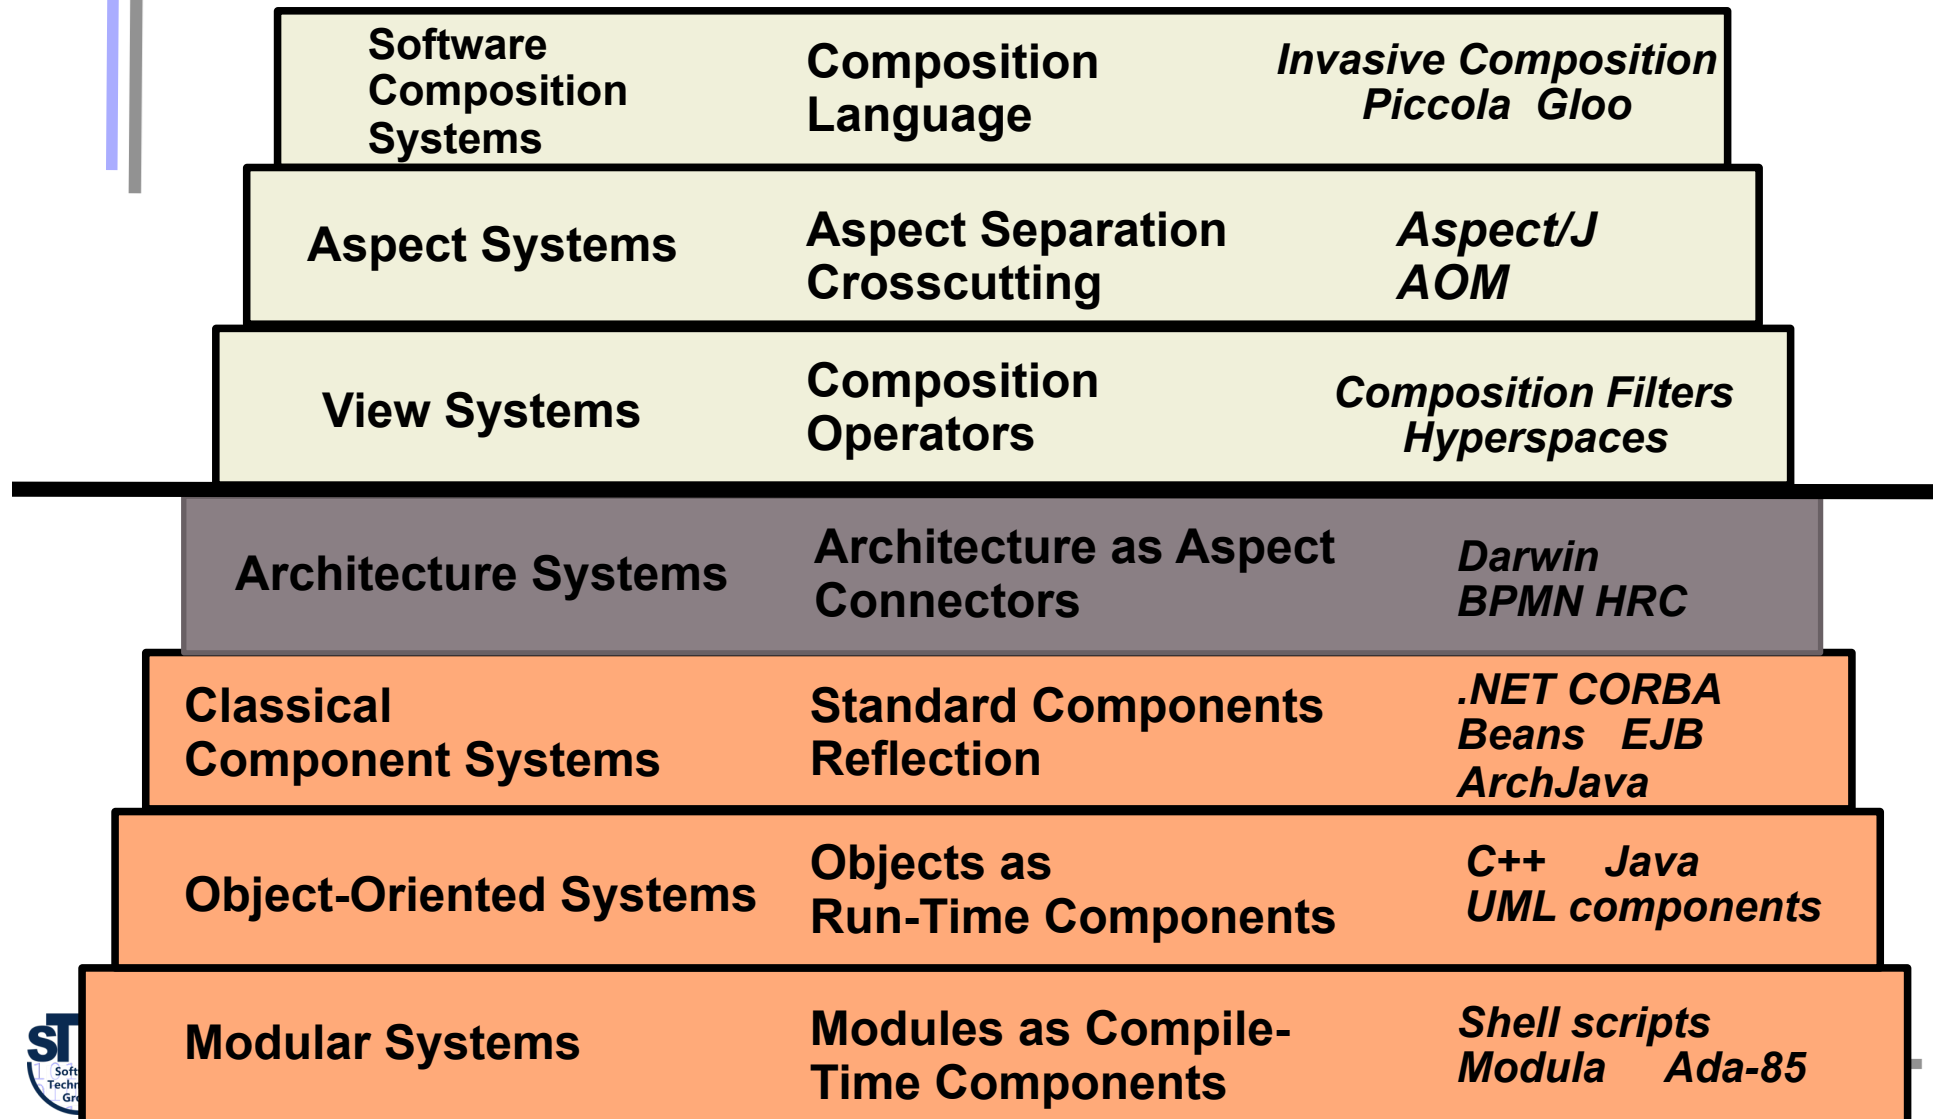 Software
Composition
Systems
Composition
Language
Invasive Composition
Piccola Gloo
Aspect Systems
Aspect Separation
Crosscutting
Aspect/J
AOM
View Systems
Composition
Operators
Composition Filters
Hyperspaces
Architecture Systems
Architecture as Aspect
Connectors
Darwin
BPMN HRC
Classical
Component Systems
Standard Components
Reflection
.NET CORBA
Beans EJB
ArchJava
Object-Oriented Systems
Objects as
Run-Time Components
C++ Java
UML components
Modular Systems
Modules as Compile-
Time Components
Shell scripts
Modula Ada-85